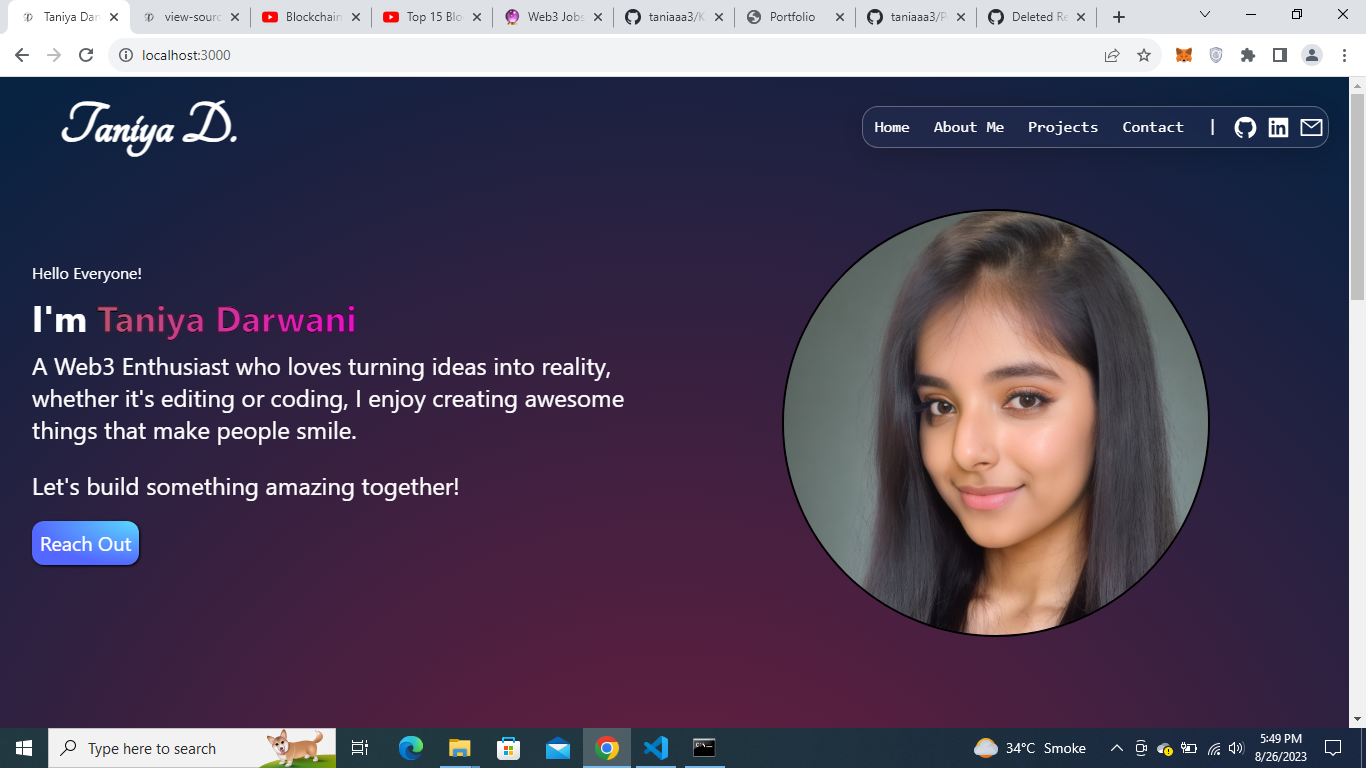 Taniya Dar
view-sourc
Blockchain
Top 15 Blo
Web3 Jobs
taniaaa3/K
Portfolio
taniaaa3/P
Deleted Re
localhost:3000
Taniya D.
Home About Me Projects Contact |
Hello Everyone!
I'm Taniya Darwani
A Web3 Enthusiast who loves turning ideas into reality,
whether it's editing or coding, I enjoy creating awesome
things that make people smile.
Let's build something amazing together!
Reach Out
Type here to search
34°C Smoke
5:49 PM
8/26/2023